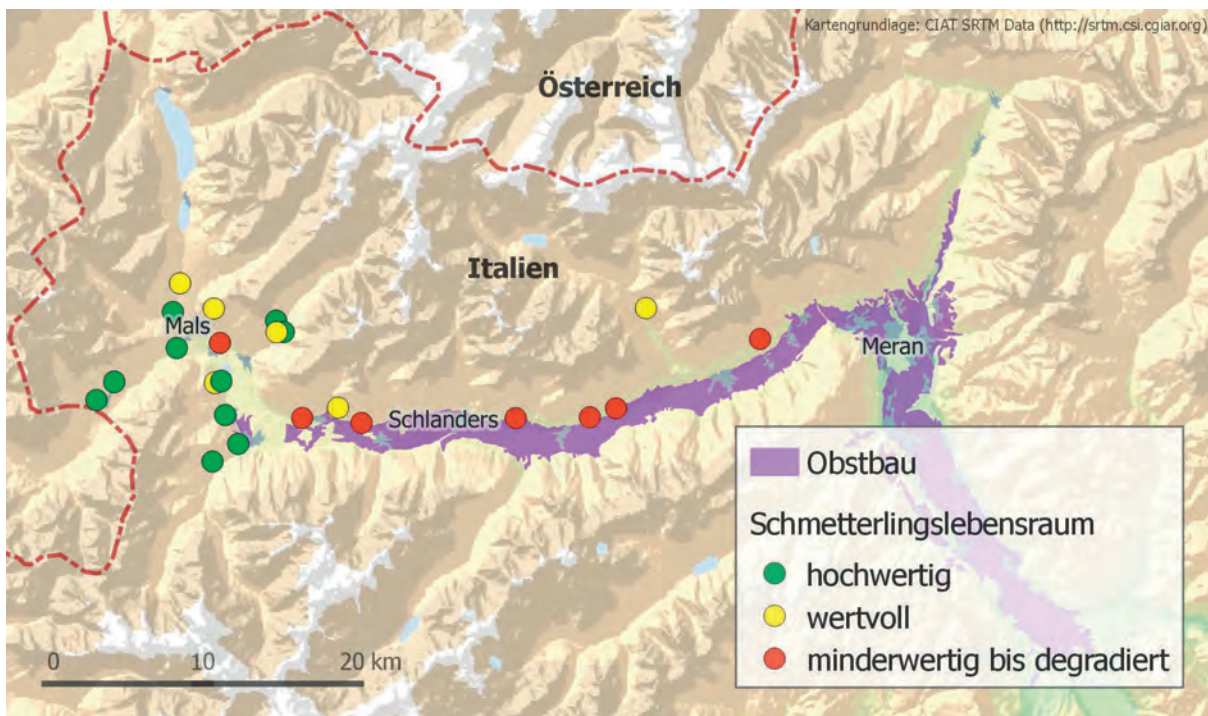 Kartengrundlage: CIAT SRTM Data (http://srtm.csi.cgiar.org)
Österreich
Italien
Mals
Meran
Schlanders
Obstbau
Schmetterlingslebensraum
hochwertig
wertvoll
minderwertig bis degradiert
0 10 20 km